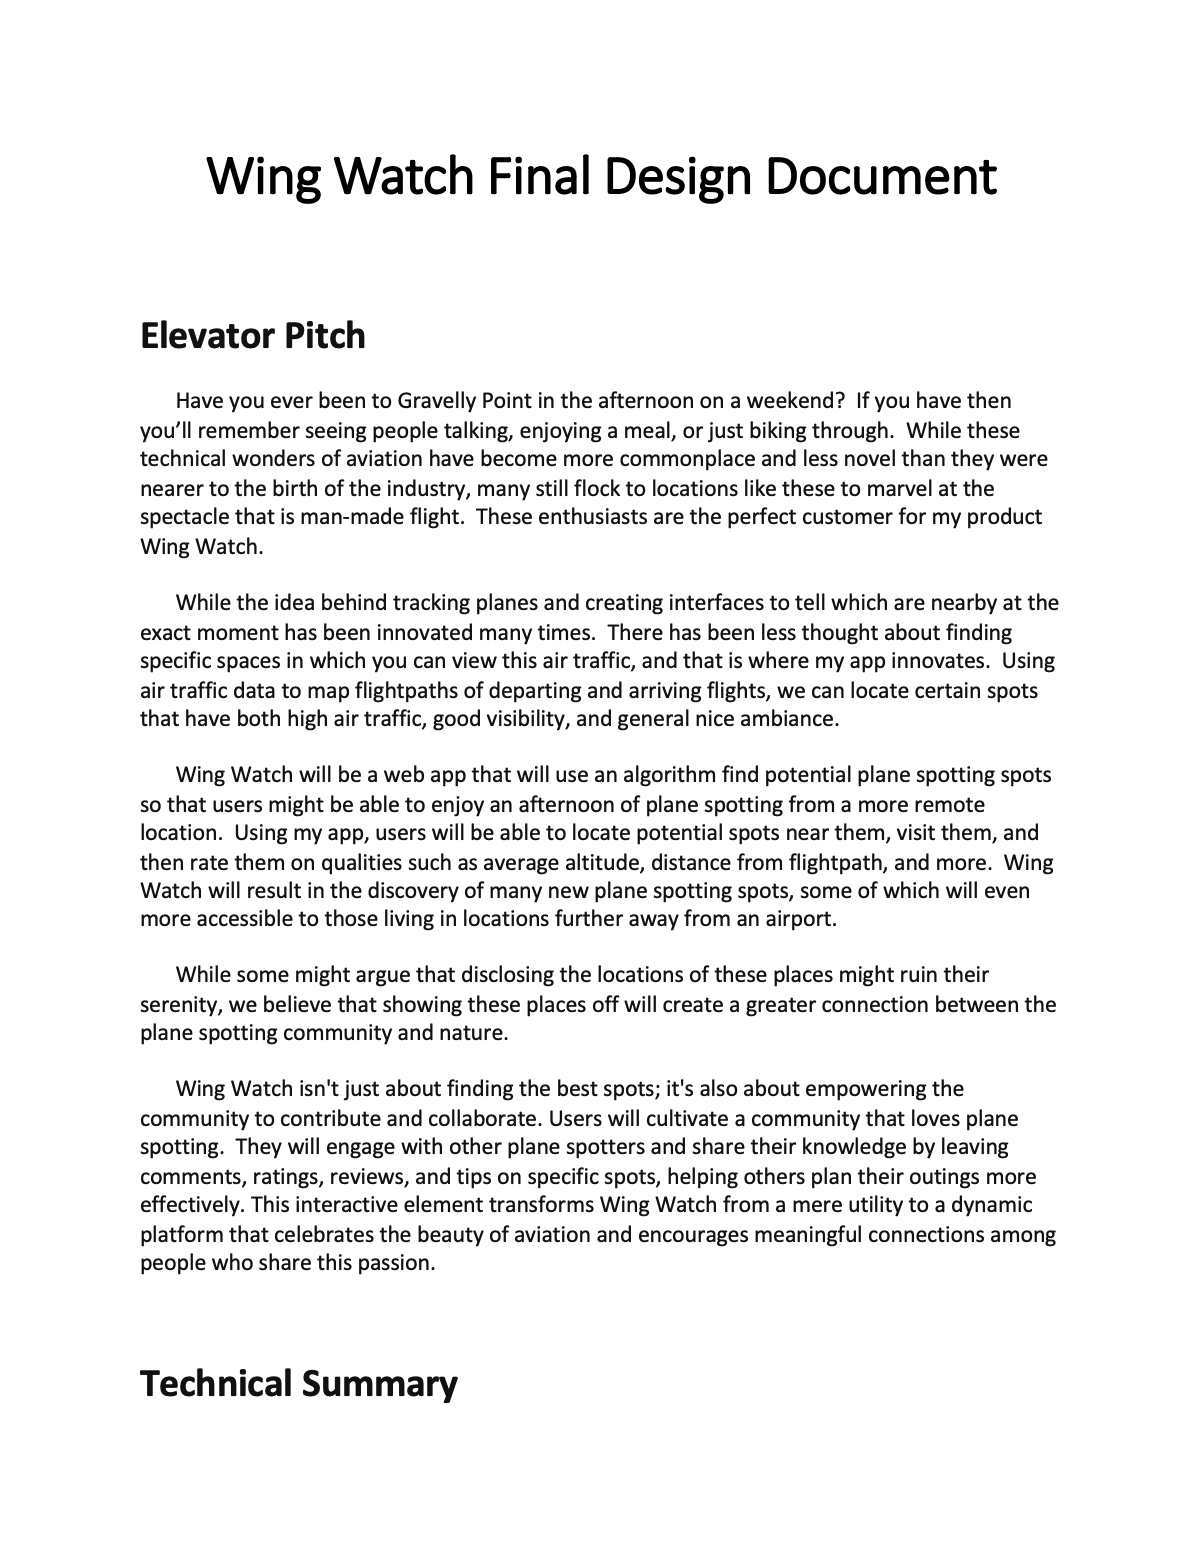 Wing Watch Final Design Document
Elevator Pitch
Have you ever been to Gravelly Point in the afternoon on a weekend?  If you have then
you’ll remember seeing people talking, enjoying a meal, or just biking through.  While these
technical wonders of aviation have become more commonplace and less novel than they were
nearer to the birth of the industry, many still flock to locations like these to marvel at the
spectacle that is man-made flight.  These enthusiasts are the perfect customer for my product
Wing Watch.
While the idea behind tracking planes and creating interfaces to tell which are nearby at the
exact moment has been innovated many times.  There has been less thought about finding
specific spaces in which you can view this air traffic, and that is where my app innovates.  Using
air traffic data to map flightpaths of departing and arriving flights, we can locate certain spots
that have both high air traffic, good visibility, and general nice ambiance.
Wing Watch will be a web app that will use an algorithm find potential plane spotting spots
so that users might be able to enjoy an afternoon of plane spotting from a more remote
location.  Using my app, users will be able to locate potential spots near them, visit them, and
then rate them on qualities such as average altitude, distance from flightpath, and more.  Wing
Watch will result in the discovery of many new plane spotting spots, some of which will even
more accessible to those living in locations further away from an airport.
While some might argue that disclosing the locations of these places might ruin their
serenity, we believe that showing these places off will create a greater connection between the
plane spotting community and nature.
Wing Watch isn't just about finding the best spots; it's also about empowering the
community to contribute and collaborate. Users will cultivate a community that loves plane
spotting.  They will engage with other plane spotters and share their knowledge by leaving
comments, ratings, reviews, and tips on specific spots, helping others plan their outings more
effectively. This interactive element transforms Wing Watch from a mere utility to a dynamic
platform that celebrates the beauty of aviation and encourages meaningful connections among
people who share this passion.
Technical Summary